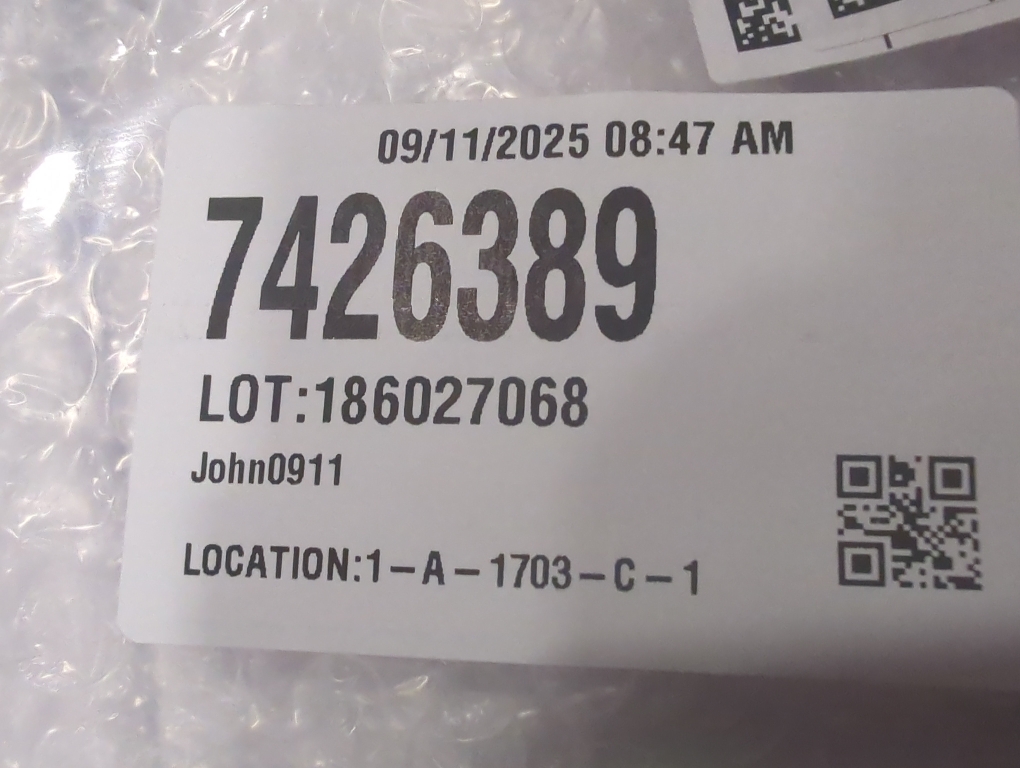 09/11/2025 08:47 AM
7426389
LOT:186027068
John0911
LOCATION:1-A-1703-C-1